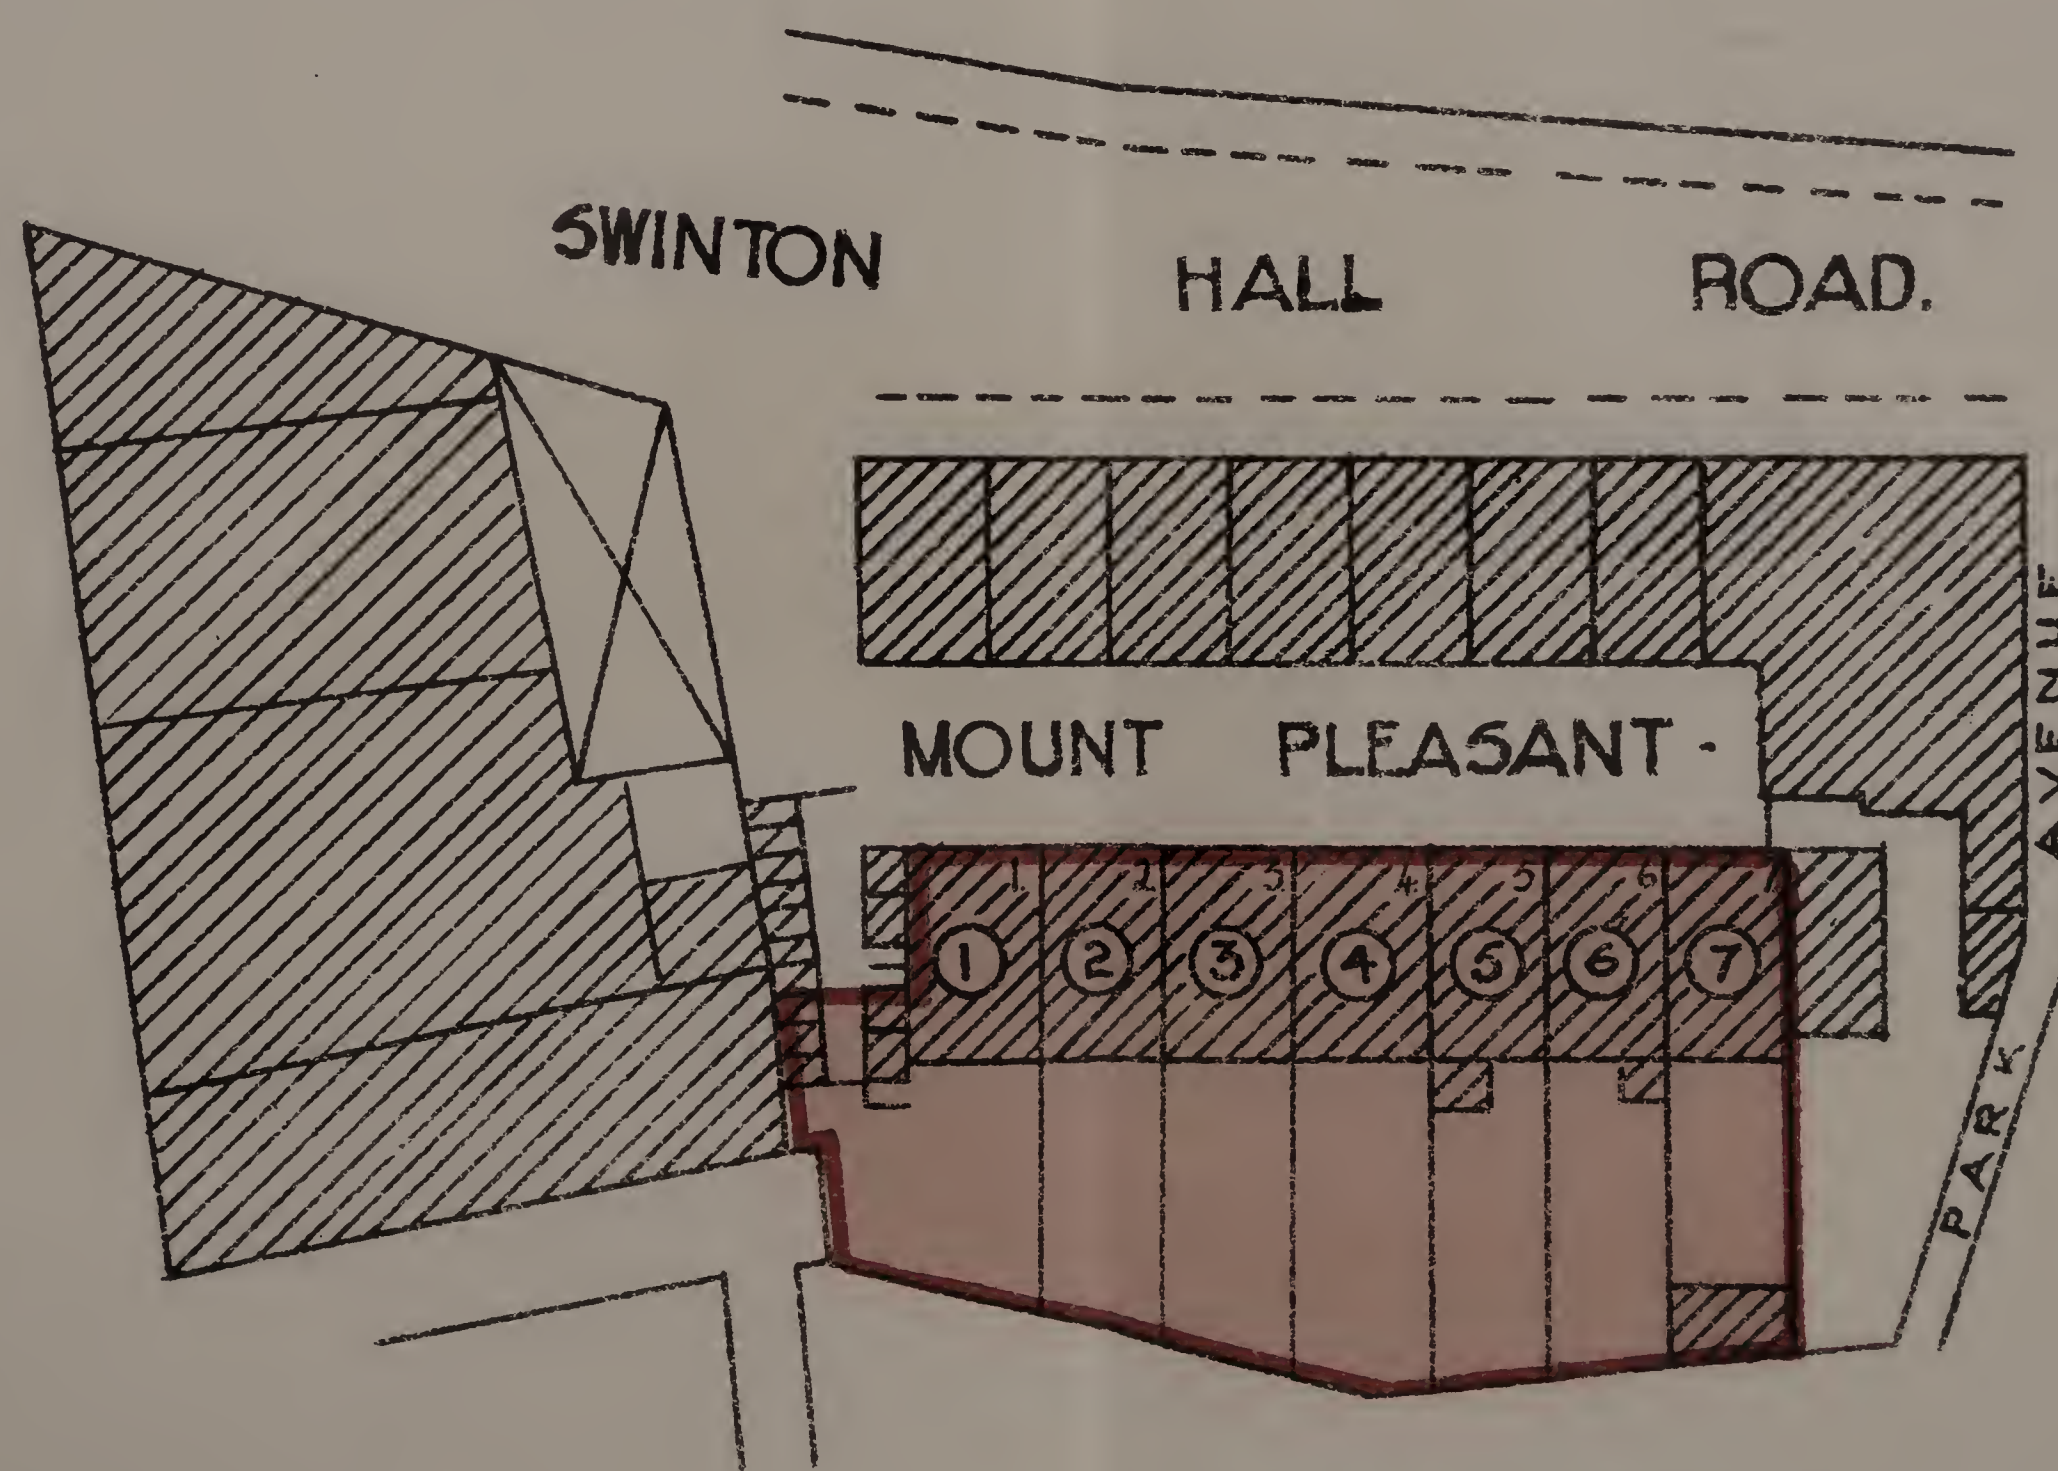 SWINTON HALL ROAD.
MOUNT PLEASANT -
1. 2 3 4 5 6 7
1 2 3 4 5 6 7
PARK AVENUE